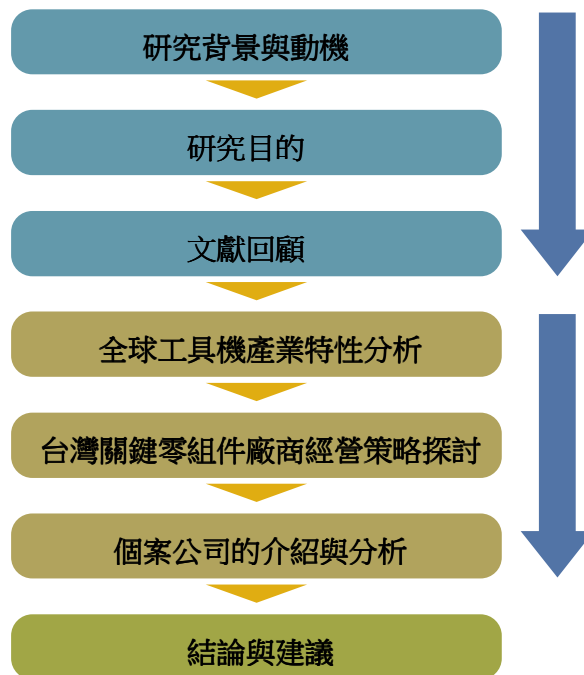 研究背景與動機
研究目的
文獻回顧
全球工具機產業特性分析
台灣關鍵零組件廠商經營策略探討
個案公司的介紹與分析
結論與建議